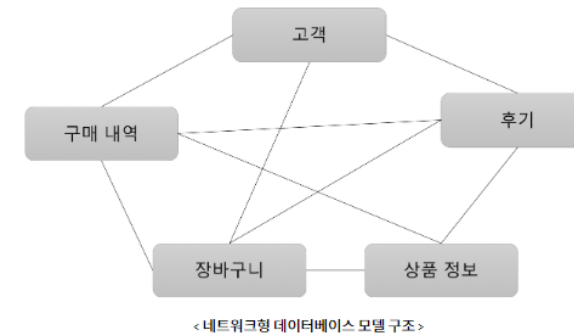 고객
구매 내역
후기
장바구니
상품 정보
<네트워크형 데이터베이스 모델 구조>